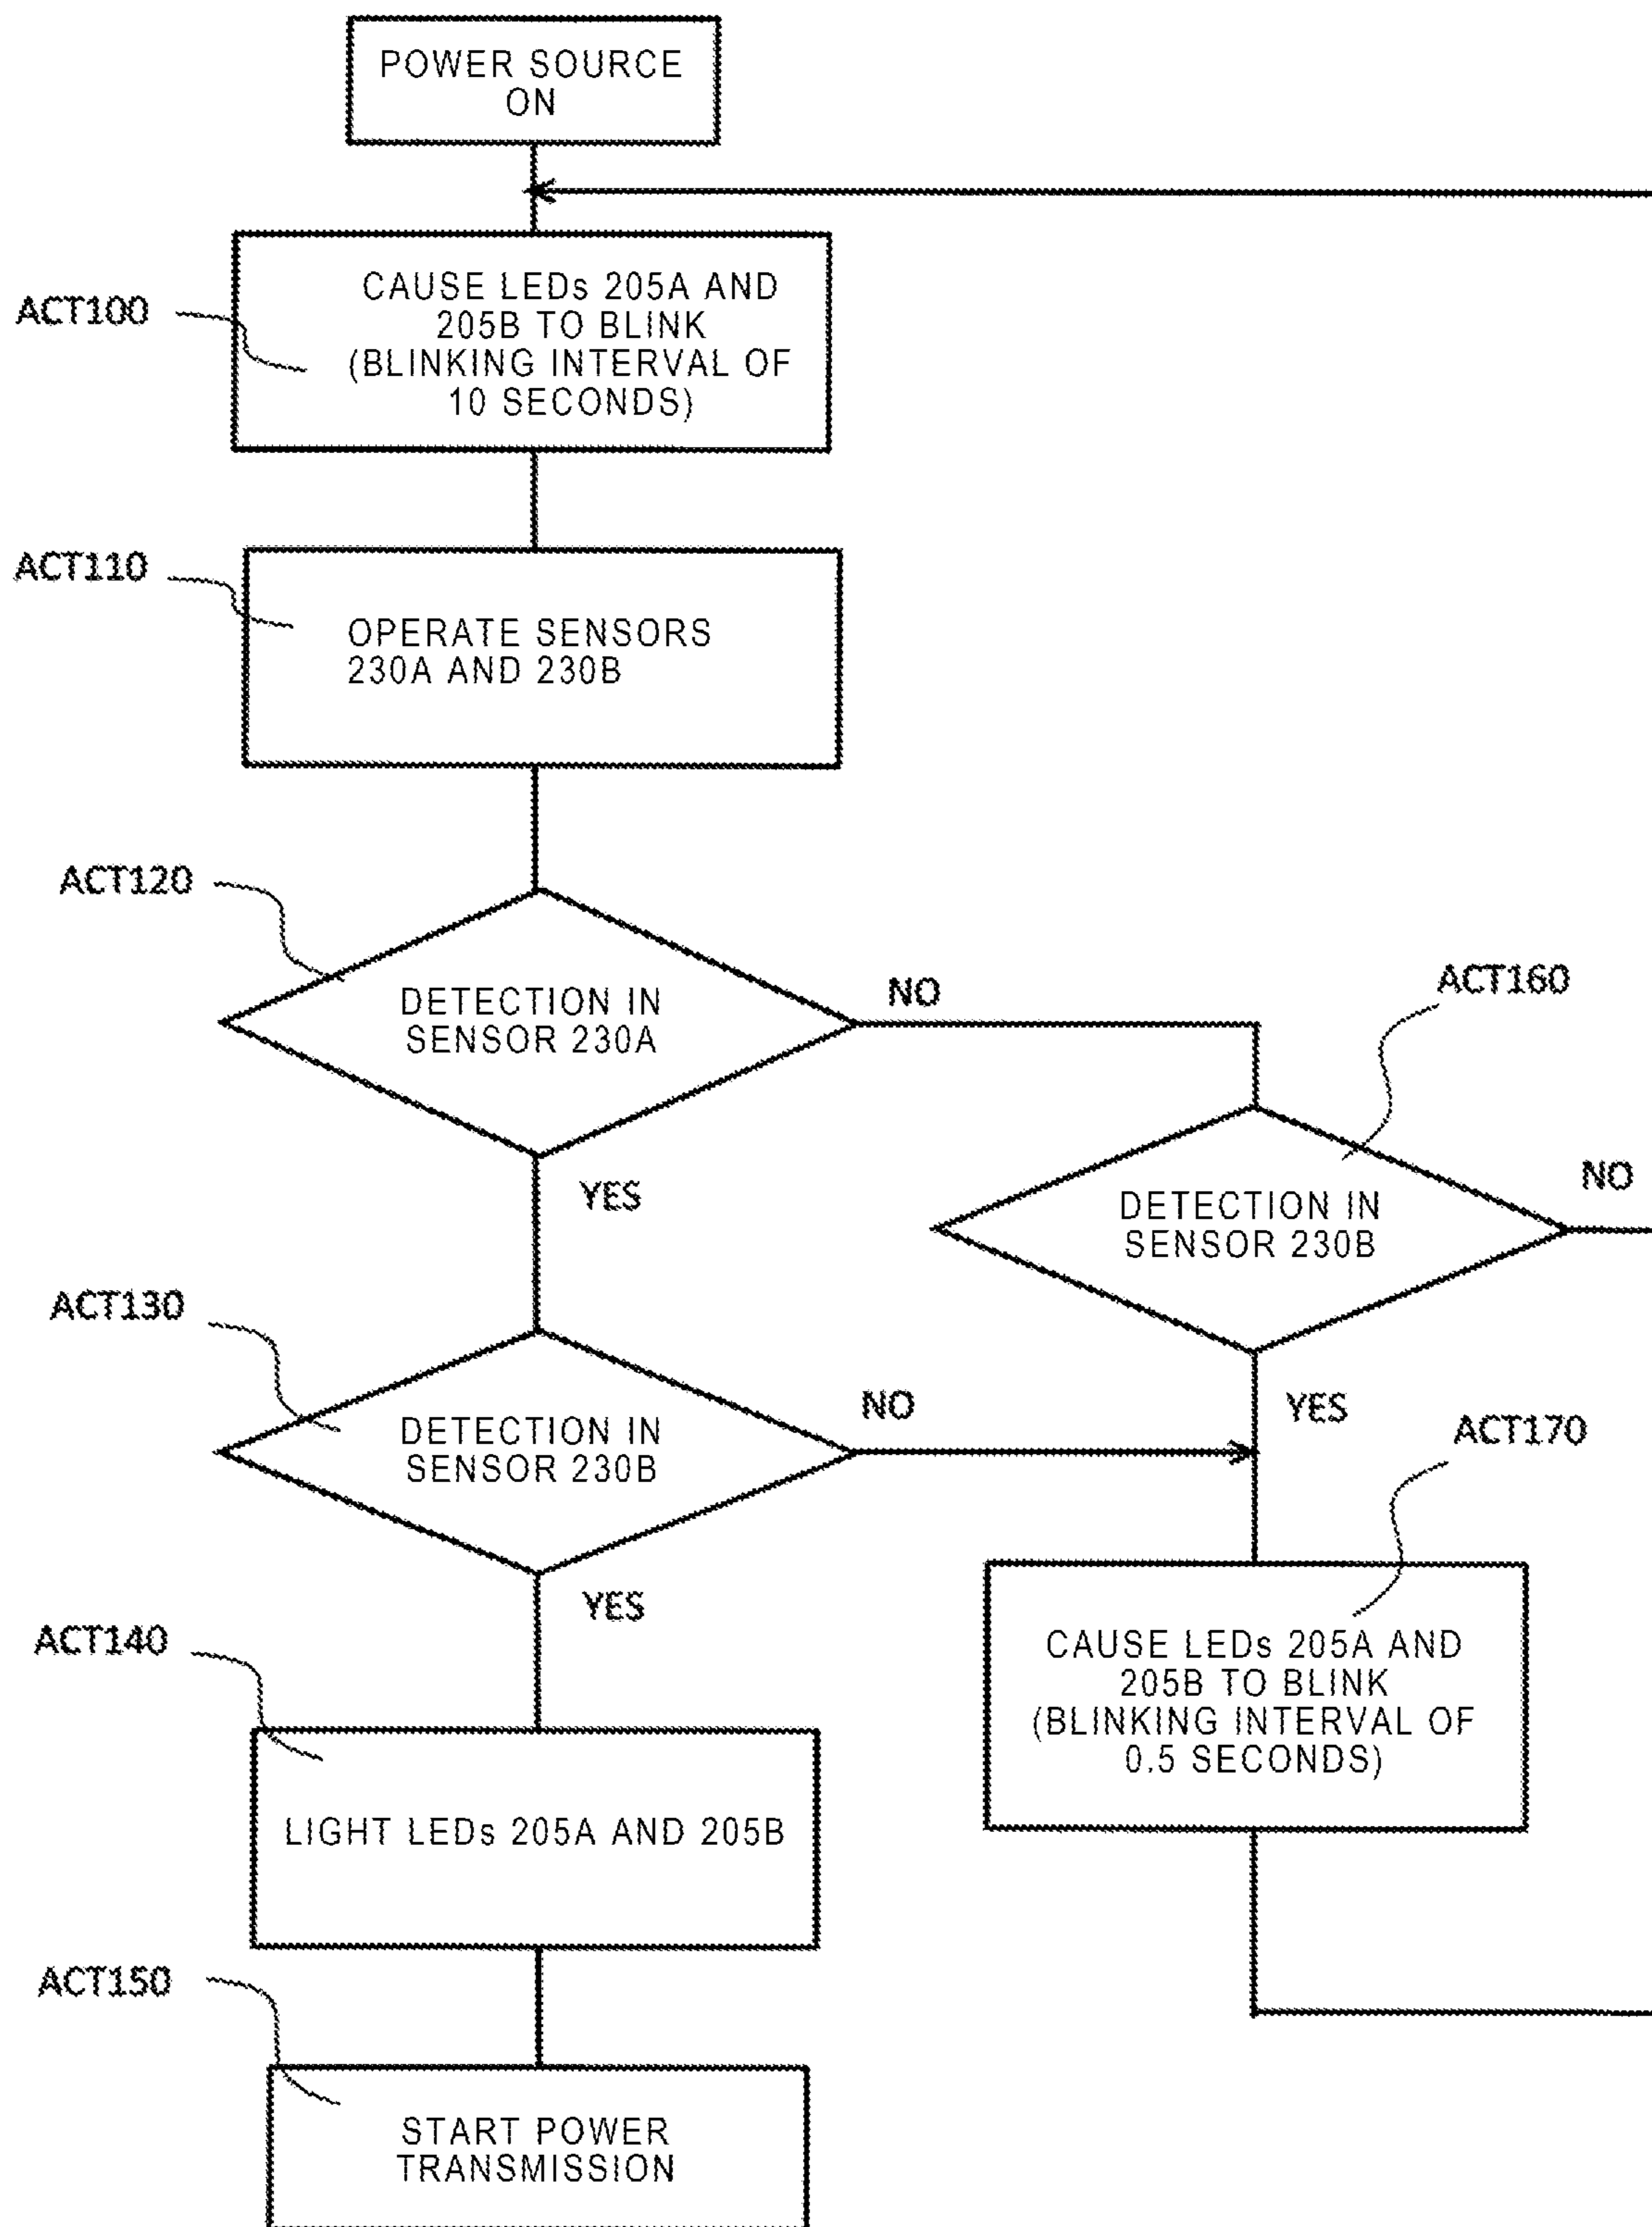 POWER SOURCE
ON
ACT100
CAUSE LEDs 205A AND
205B TO BLINK
(BLINKING INTERVAL OF
10 SECONDS)
ACT110
OPERATE SENSORS
230A AND 230B
ACT120
DETECTION IN
SENSOR 230A
NO
YES
ACT160
DETECTION IN
SENSOR 230B
NO
YES
ACT130
DETECTION IN
SENSOR 230B
NO
YES
ACT170
CAUSE LEDs 205A AND
205B TO BLINK
(BLINKING INTERVAL OF
0.5 SECONDS)
ACT140
LIGHT LEDs 205A AND 205B
ACT150
START POWER
TRANSMISSION